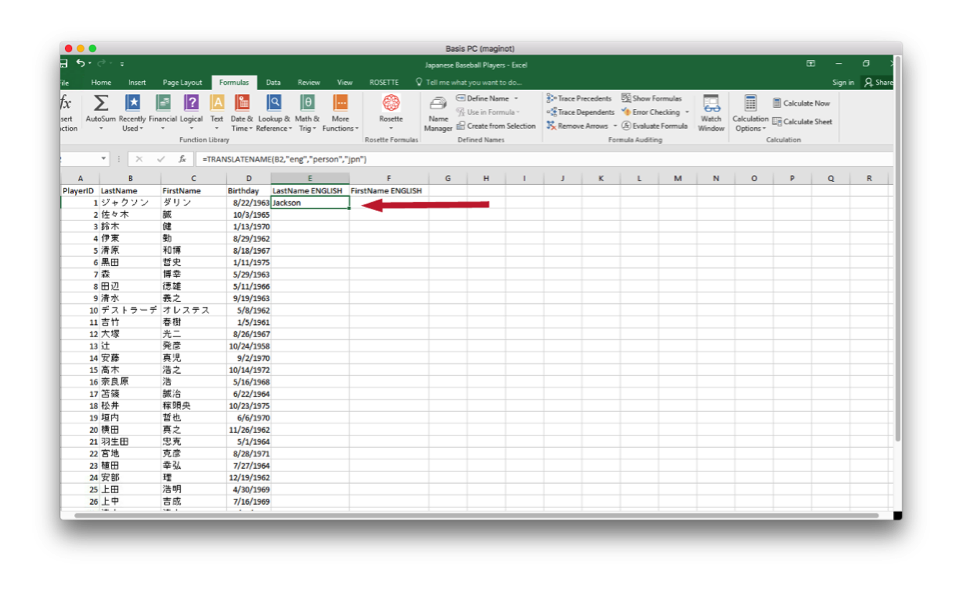 Basis PC (maginot)
Japanese Baseball Players - Excel
File Home Insert Page Layout Formulas Data Review View ROSETTE Tell me what you want to do... Sign in Share
AutoSum Recently Used Financial Logical Text Date & Time Lookup & Reference Math & Trig More Functions
Function Library
Rosette
Rosette Formulas
Name Manager Define Name Use in Formula Create from Selection
Defined Names
Trace Precedents Trace Dependents Remove Arrows Show Formulas Error Checking Evaluate Formula
Formula Auditing
Watch Window
Calculation Options Calculate Now Calculate Sheet
Calculation
fx =TRANSLATENAME(B2,"eng","person","jpn")
A B C D E F G H I J K L M N O P Q R
PlayerID LastName FirstName Birthday LastName ENGLISH FirstName ENGLISH
1 ジャクソン ダリン 8/22/1963 Jackson
2 佐々木 誠 10/3/1965
3 鈴木 健 1/13/1970
4 伊東 勤 8/29/1962
5 清原 和博 8/18/1967
6 黒田 哲史 1/11/1975
7 森 博幸 5/29/1963
8 田辺 徳雄 5/11/1966
9 清水 義之 9/19/1963
10 デストラーデ オレステス 5/8/1962
11 吉竹 春樹 1/5/1961
12 大塚 光二 8/26/1967
13 辻 発彦 10/24/1958
14 安藤 真児 9/2/1970
15 高木 浩之 10/14/1972
16 奈良原 浩 5/16/1968
17 笘篠 誠治 6/22/1964
18 松井 稼頭央 10/23/1975
19 垣内 哲也 6/6/1970
20 横田 真之 11/26/1962
21 羽生田 忠克 5/1/1964
22 宮地 克彦 8/28/1971
23 植田 幸弘 7/27/1964
24 安部 理 12/19/1962
25 上田 浩明 4/30/1969
26 上中 吉成 7/16/1969